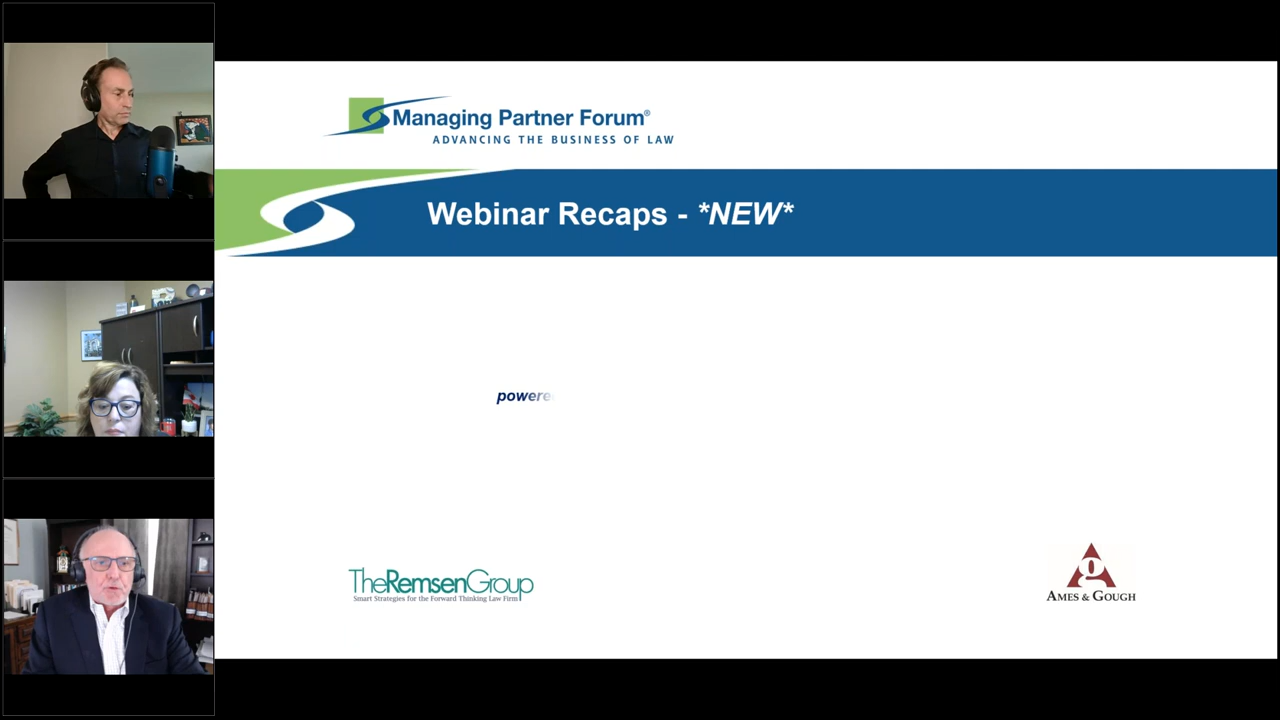 Managing Partner Forum®
ADVANCING THE BUSINESS OF LAW
Webinar Recaps - *NEW*
powere
TheRemsenGroup
Smart Strategies for the Forward Thinking Law Firm
AMES & GOUGH